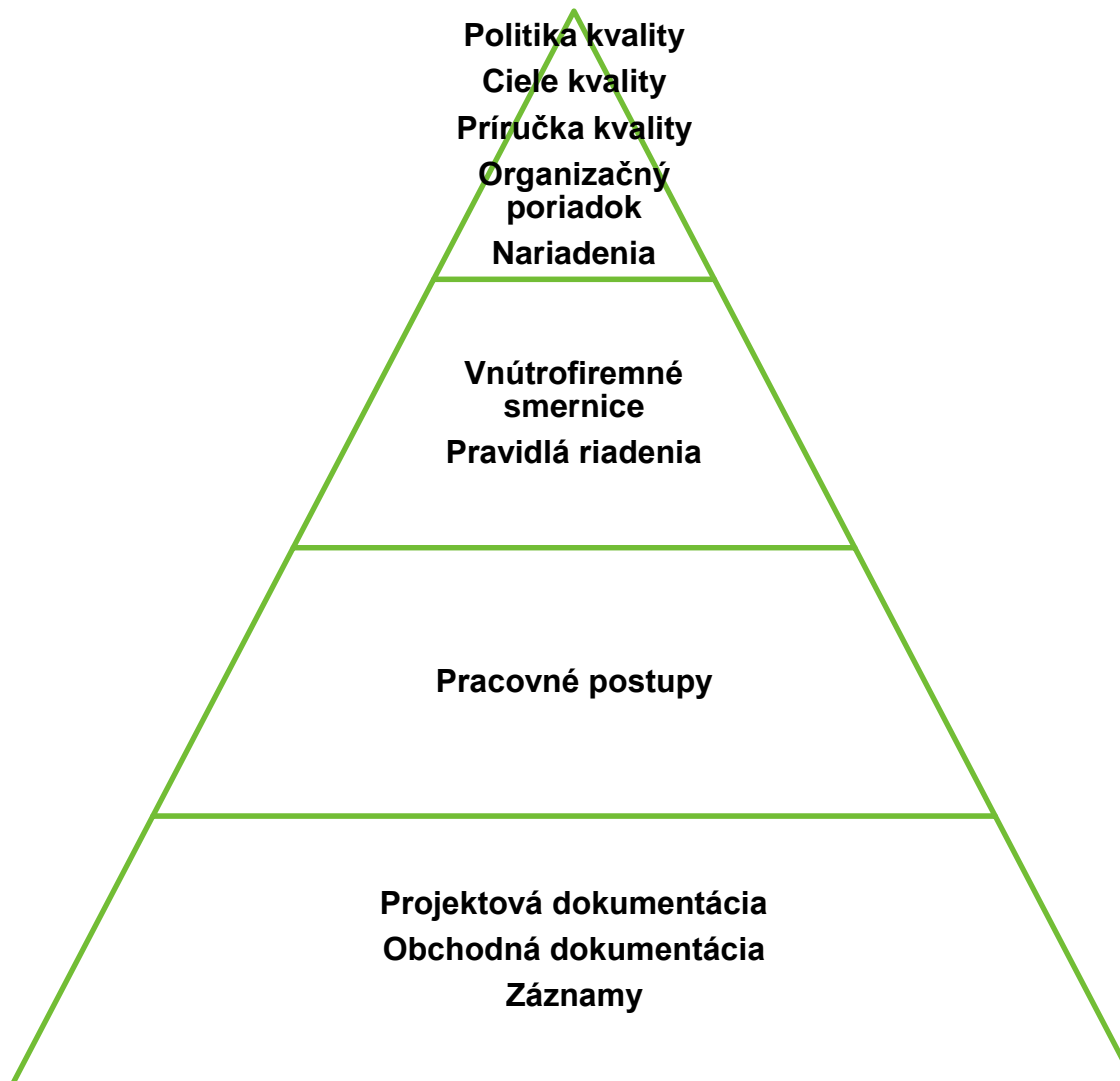 Politika kvality
Ciele kvality
Príručka kvality
Organizačný
poriadok
Nariadenia
Vnútrofiremné
smernice
Pravidlá riadenia
Pracovné postupy
Projektová dokumentácia
Obchodná dokumentácia
Záznamy